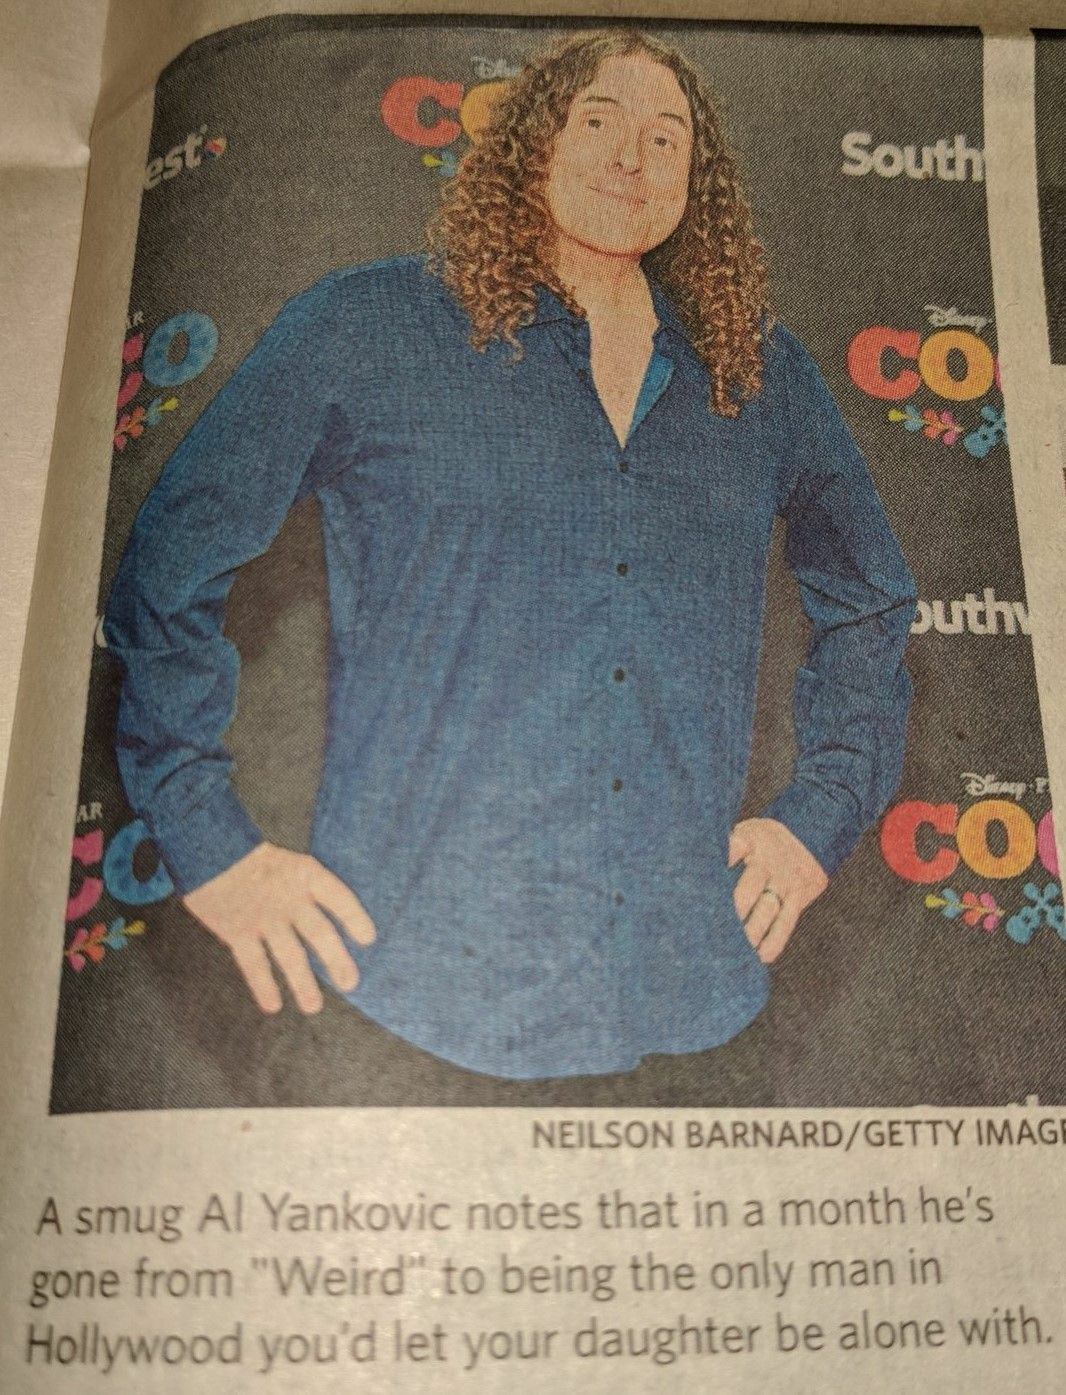 Disney
CO
est
South
AR
CO
Disney
CO
outhw
AR
CO
Disney·P
COC
NEILSON BARNARD/GETTY IMAGE
A smug Al Yankovic notes that in a month he's
gone from "Weird" to being the only man in
Hollywood you'd let your daughter be alone with.